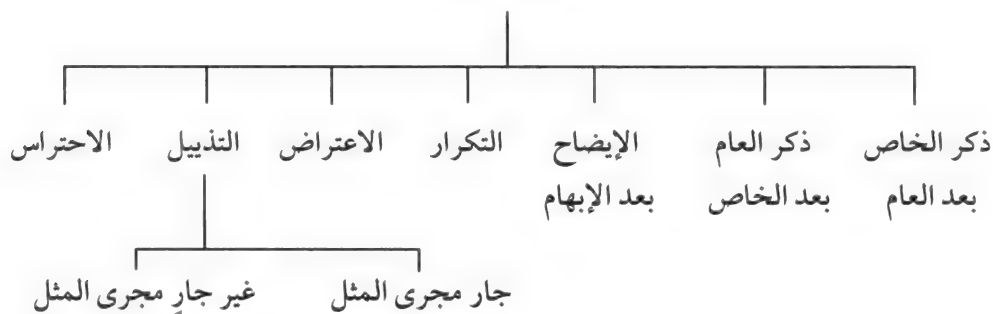 ذكر الخاص ذكر العام الإيضاح التكرار الاعتراض التذييل الاحتراس
بعد العام بعد الخاص بعد الإبهام
جار مجرى المثل غير جارٍ مجرى المثل